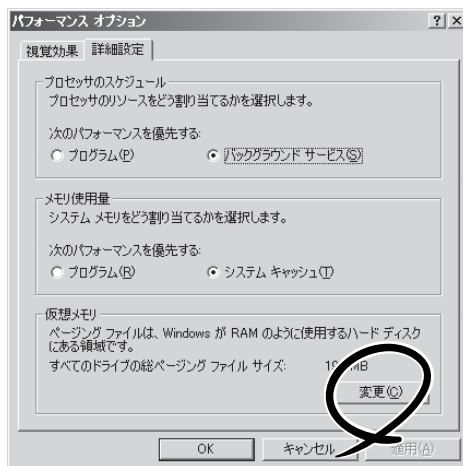 パフォーマンス オプション
視覚効果 詳細設定
プロセッサのスケジュール
プロセッサのリソースをどう割り当てるかを選択します。
次のパフォーマンスを優先する:
プログラム(P) バックグラウンド サービス(S)
メモリ使用量
システム メモリをどう割り当てるかを選択します。
次のパフォーマンスを優先する:
プログラム(R) システム キャッシュ(T)
仮想メモリ
ページング ファイルは、Windows が RAM のように使用するハード ディスク
にある領域です。
すべてのドライブの総ページング ファイル サイズ: MB
変更(C)
OK キャンセル 適用(A)